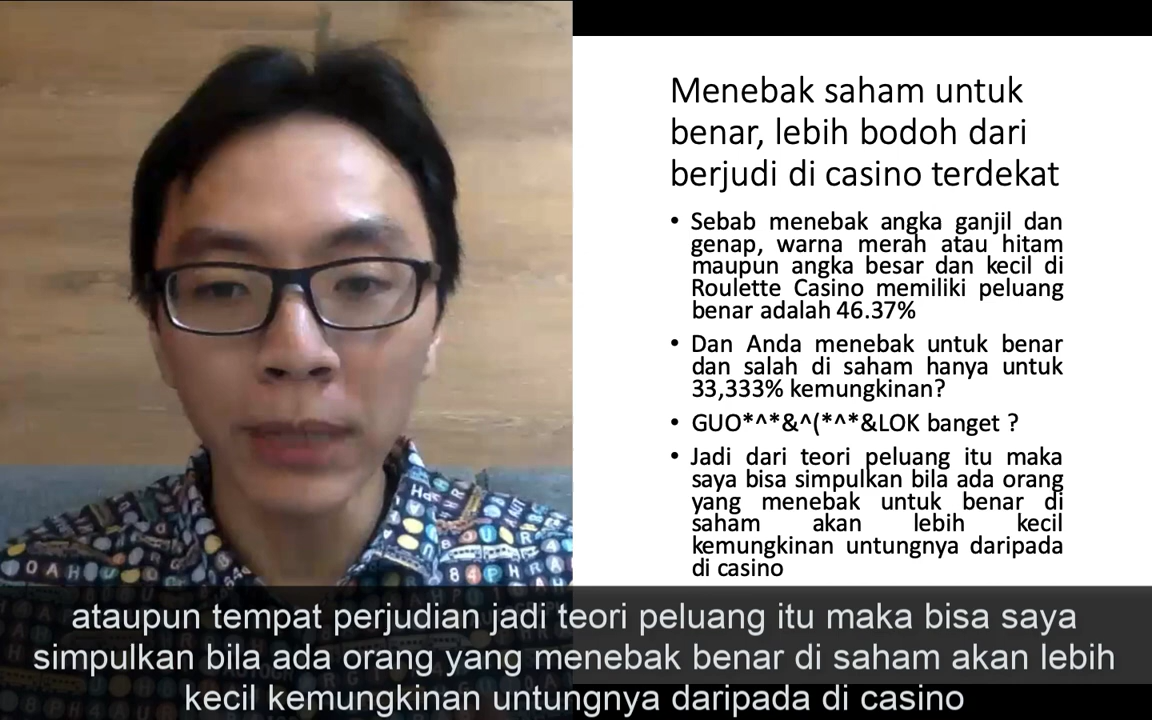 Menebak saham untuk
benar, lebih bodoh dari
berjudi di casino terdekat
• Sebab menebak angka ganjil dan
genap, warna merah atau hitam
maupun angka besar dan kecil di
Roulette Casino memiliki peluang
benar adalah 46.37%
• Dan Anda menebak untuk benar
dan salah di saham hanya untuk
33,333% kemungkinan?
• GUO*^*&^(*^*&LOK banget ?
• Jadi dari teori peluang itu maka
saya bisa simpulkan bila ada orang
yang menebak untuk benar di
saham akan lebih kecil
kemungkinan untungnya daripada
di casino
ataupun tempat perjudian jadi teori peluang itu maka bisa saya
simpulkan bila ada orang yang menebak benar di saham akan lebih
kecil kemungkinan untungnya daripada di casino